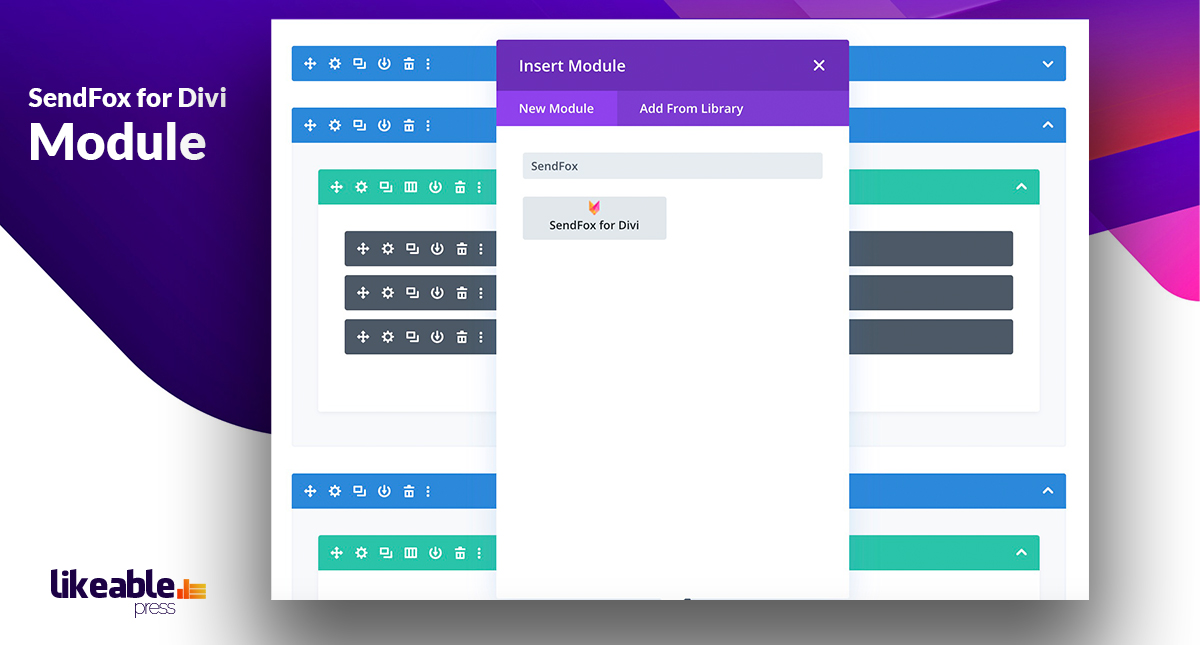 SendFox for Divi
Module
Insert Module
New Module
Add From Library
SendFox
SendFox for Divi
likeable
press